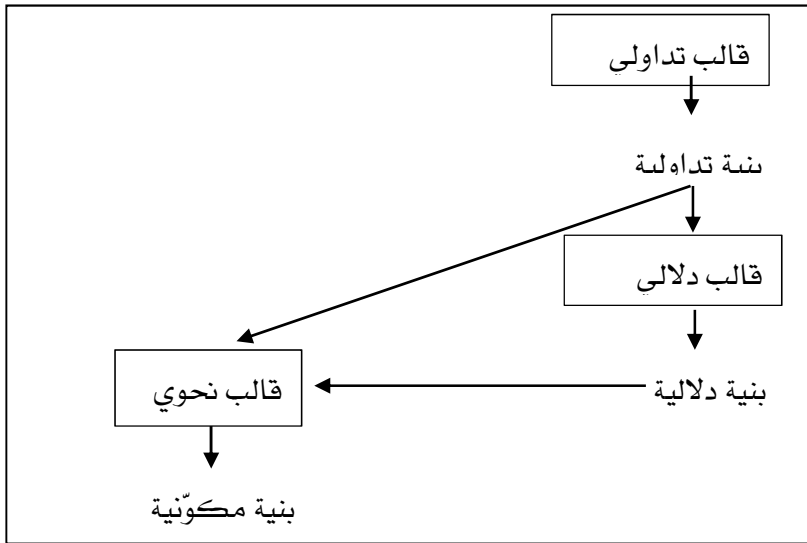 قالب تداولي
بنية تداولية
قالب دلالي
بنية دلالية
قالب نحوي
بنية مكوّنية